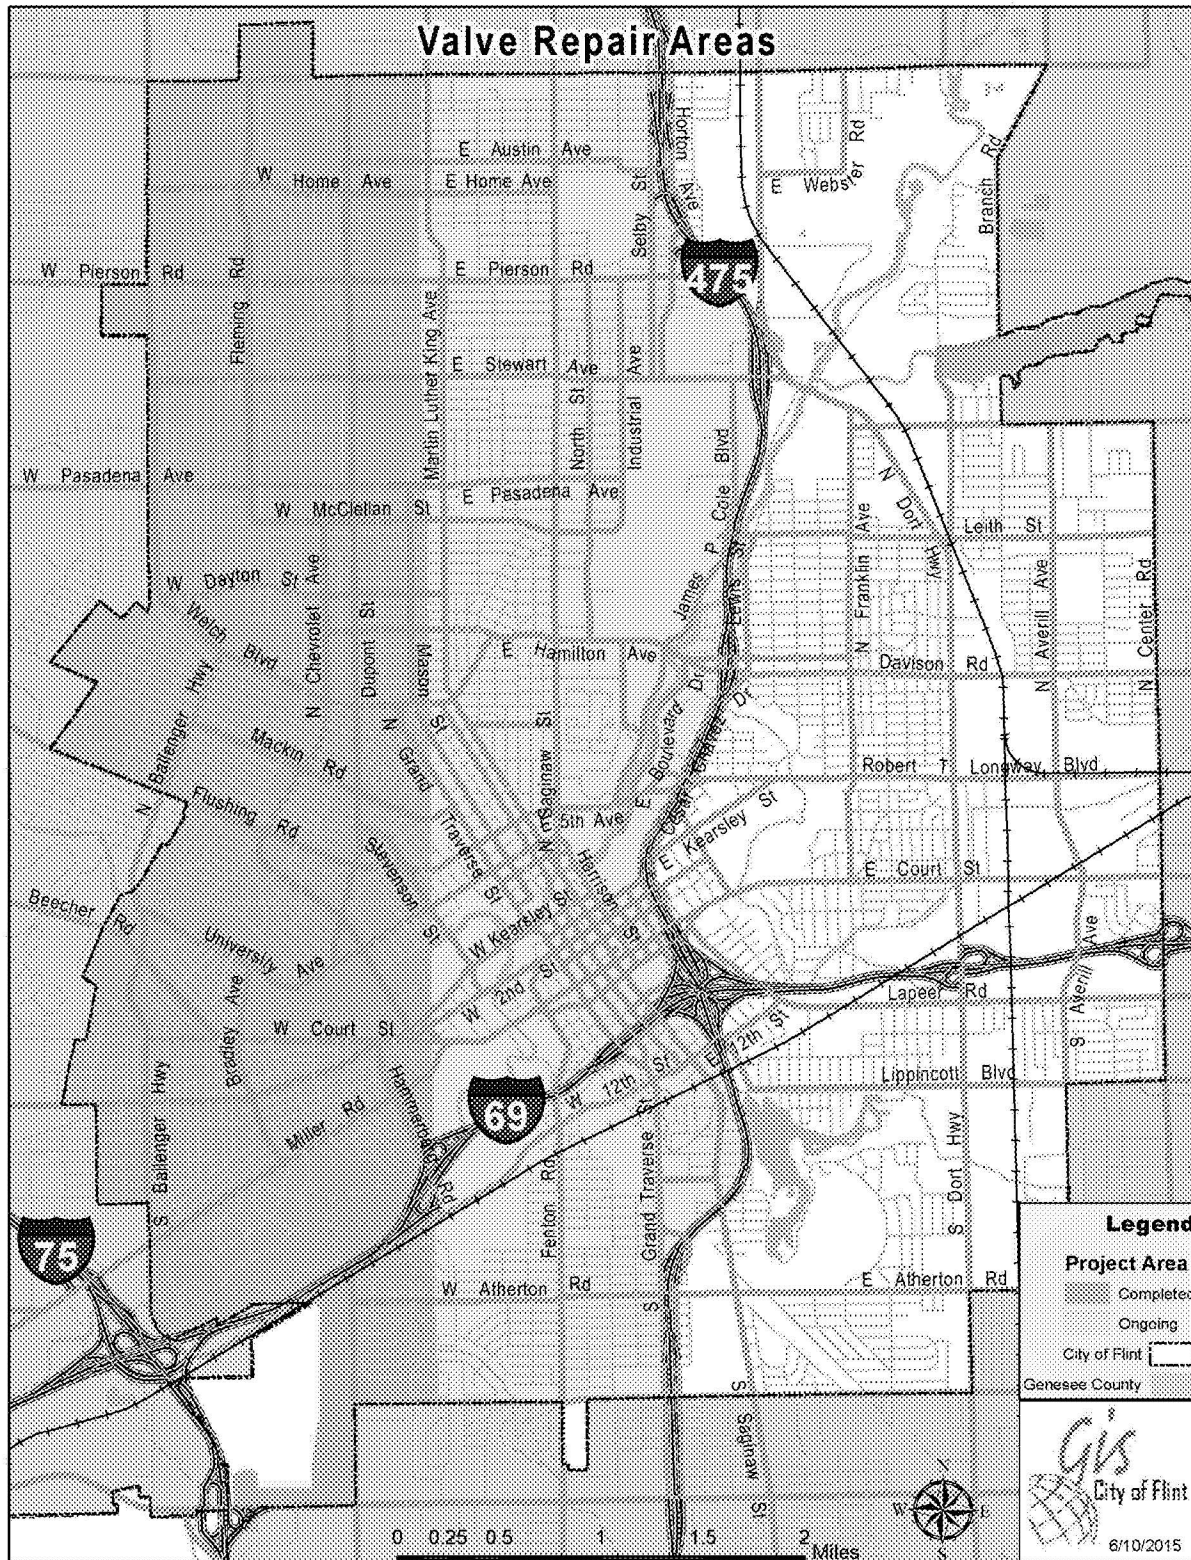 Valve Repair Areas
Horton Ave
E Webster Rd
Branch Rd
E Austin Ave
W Home Ave
E Home Ave
Selby St
W Pierson Rd
E Pierson Rd
475
Fleming Rd
Martin Luther King Ave
E Stewart Ave
North St
Industrial Ave
W Pasadena Ave
E Pasadena Ave
W McClellan St
James P Cole Blvd
N Dort Hwy
Leith St
N Franklin Ave
N Averill Ave
N Center Rd
W Dayton St
Welch Blvd
N Chevrolet Ave
Dupont St
Mason St
E Hamilton Ave
Lewis St
Davison Rd
N Ballenger Hwy
Mackin Rd
N Grand Traverse St
N Saginaw St
E Boulevard Dr
Cesar Chavez Dr
Robert T Longway Blvd
Flushing Rd
5th Ave
E Kearsley St
Stevenson St
Harrison St
E Court St
Beecher Rd
University Ave
W Kearsley St
W 2nd St
Bradley Ave
W Court St
Lapeer Rd
S Averill Ave
E 12th St
W 12th St
Lippincott Blvd
Hammerberg Rd
69
Miller Rd
S Ballenger Hwy
Fenton Rd
S Grand Traverse St
S Dort Hwy
75
W Atherton Rd
E Atherton Rd
S Saginaw St
Legend
Project Area
Completed
Ongoing
City of Flint
Genesee County
gis
City of Flint
6/10/2015
N
W E
S
0 0.25 0.5 1 1.5 2
Miles